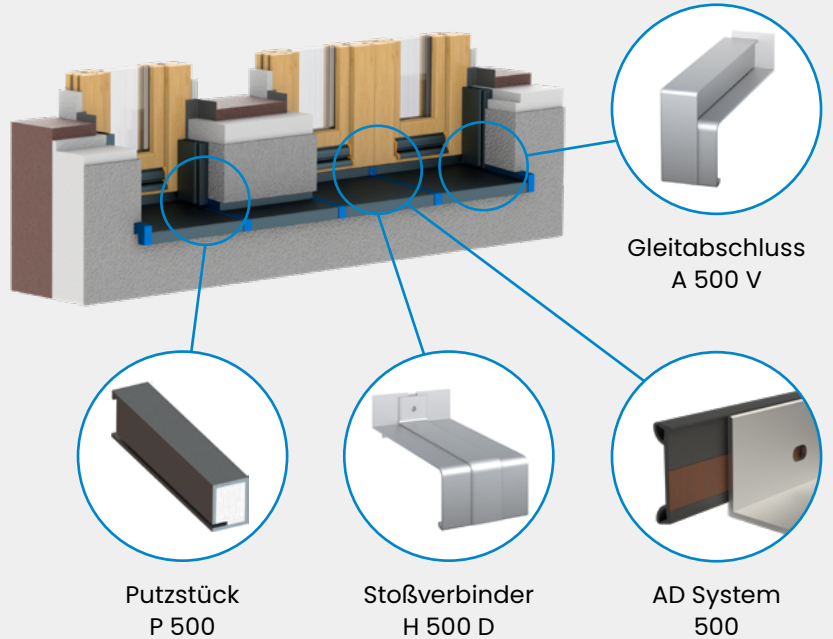 Gleitabschluss
A 500 V
Putzstück
P 500
Stoßverbinder
H 500 D
AD System
500